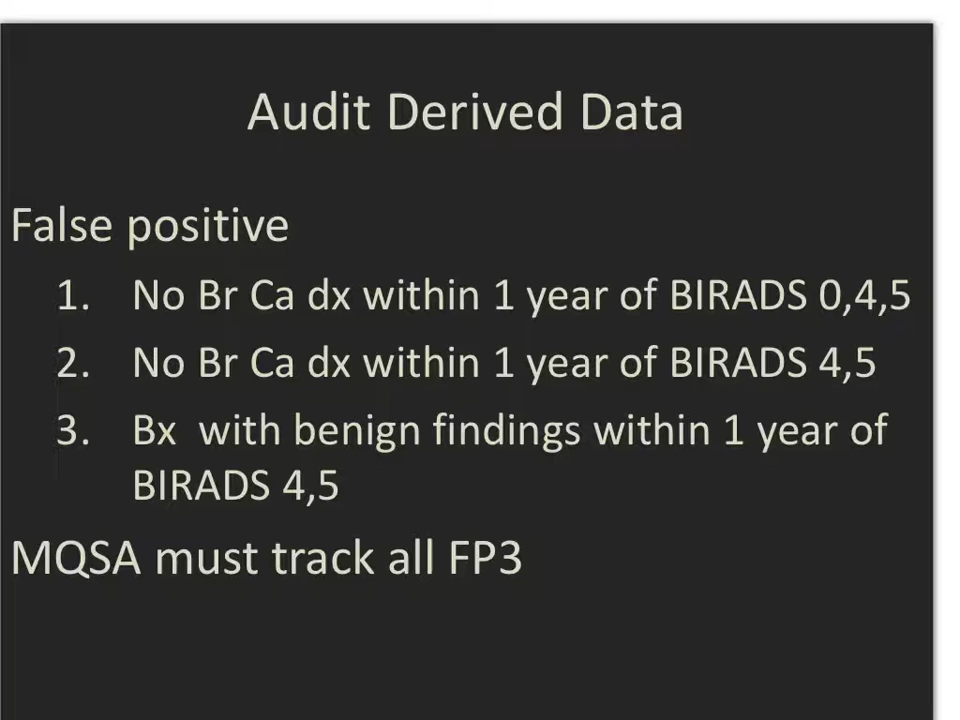 Audit Derived Data
False positive
1. No Br Ca dx within 1 year of BIRADS 0,4,5
2. No Br Ca dx within 1 year of BIRADS 4,5
3. Bx with benign findings within 1 year of
BIRADS 4,5
MQSA must track all FP3